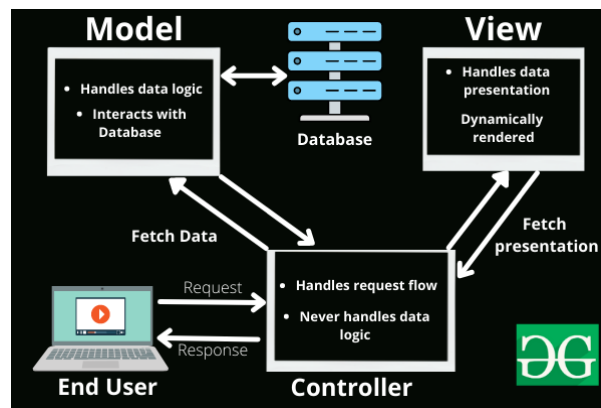 Model
View
• Handles data logic
• Interacts with
Database
Database
• Handles data
presentation
Dynamically
rendered
Fetch Data
Fetch
presentation
Request
Response
• Handles request flow
• Never handles data
logic
End User
Controller
GG